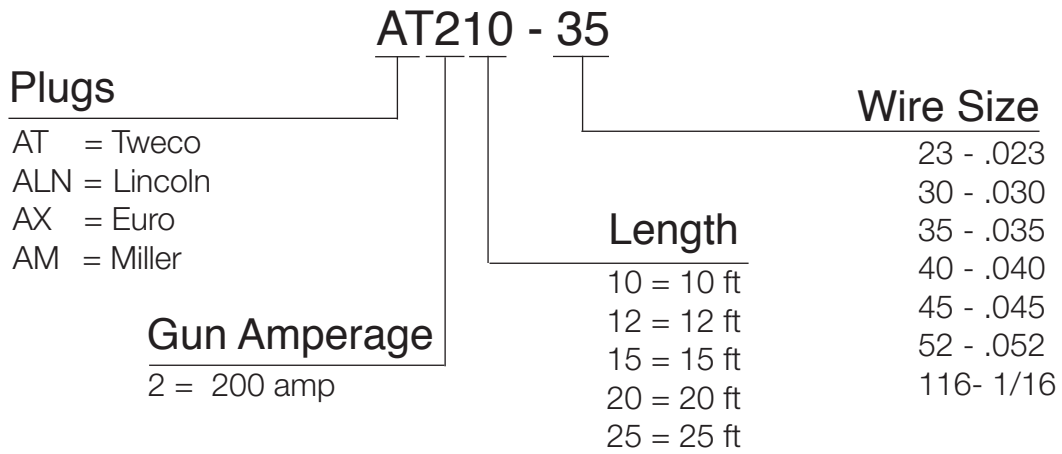 AT210 - 35
Plugs
AT = Tweco
ALN = Lincoln
AX = Euro
AM = Miller
Gun Amperage
2 = 200 amp
Length
10 = 10 ft
12 = 12 ft
15 = 15 ft
20 = 20 ft
25 = 25 ft
Wire Size
23 - .023
30 - .030
35 - .035
40 - .040
45 - .045
52 - .052
116- 1/16